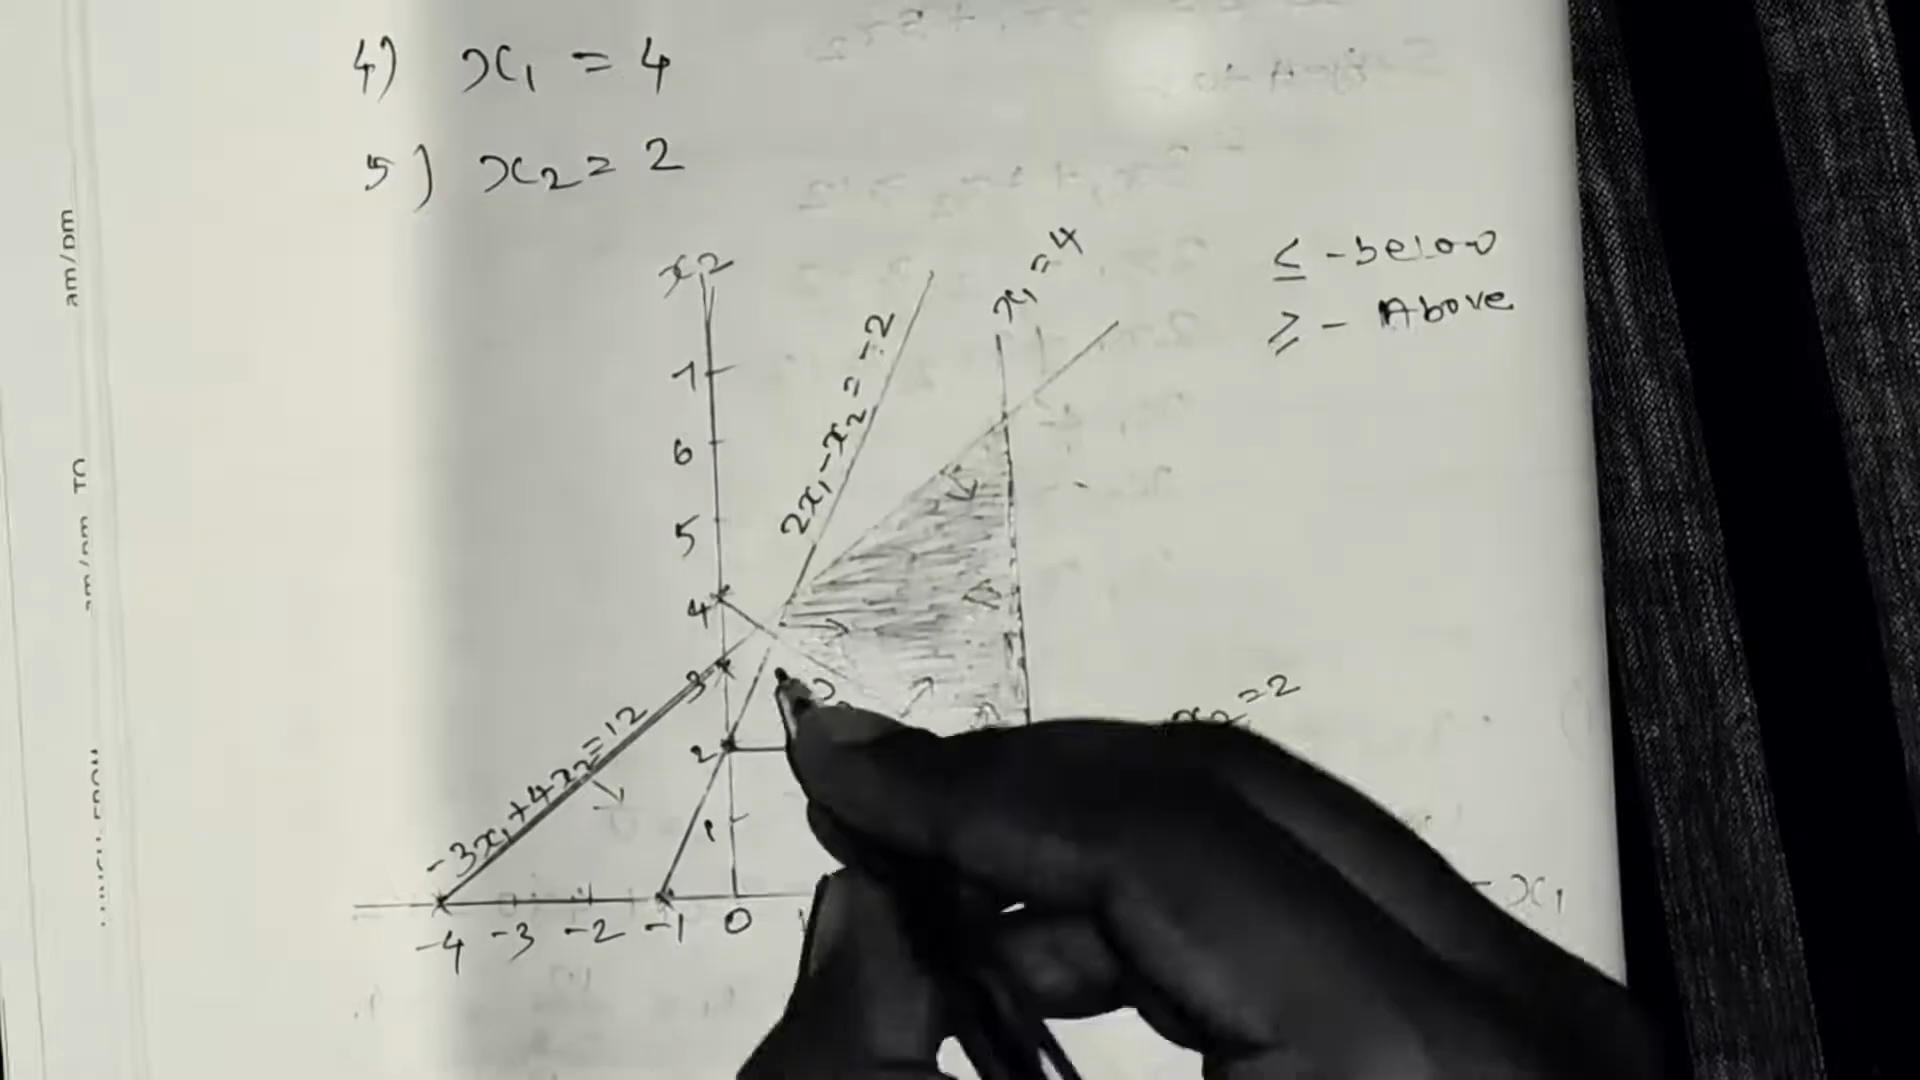 4) x₁ = 4
5) x₂ = 2
x₂
x₁ = 4
≤ - below
≥ - Above
2x₁ - x₂ = -2
7
6
5
4
3
2
1
x₂ = 2
-3x₁ + 4x₂ = 12
-4 -3 -2 -1 0
x₁